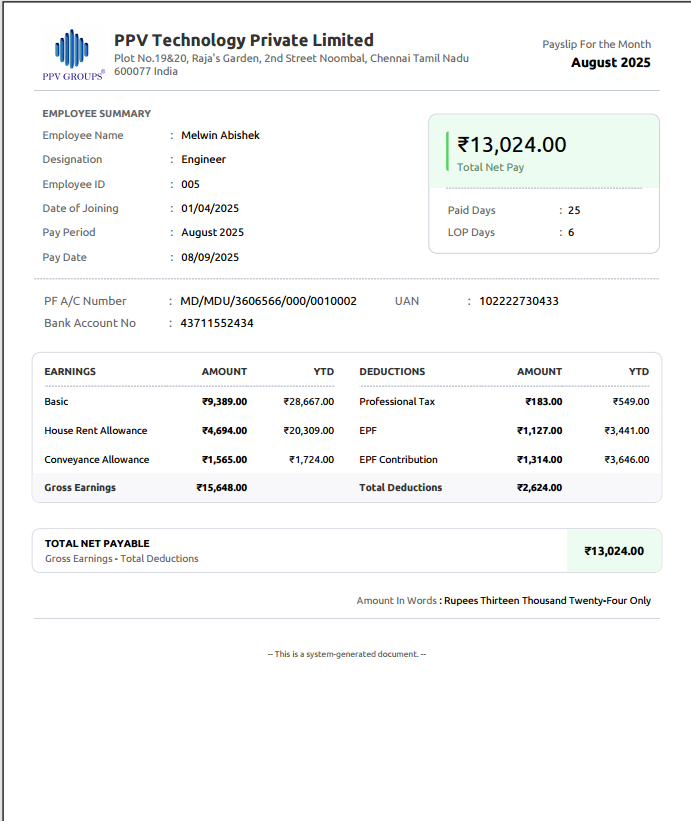 PPV GROUPS®
PPV Technology Private Limited
Plot No.19&20, Raja's Garden, 2nd Street Noombal, Chennai Tamil Nadu
600077 India
Payslip For the Month
August 2025
EMPLOYEE SUMMARY
Employee Name : Melwin Abishek
Designation : Engineer
Employee ID : 005
Date of Joining : 01/04/2025
Pay Period : August 2025
Pay Date : 08/09/2025
₹13,024.00
Total Net Pay
Paid Days : 25
LOP Days : 6
PF A/C Number : MD/MDU/3606566/000/0010002 UAN : 102222730433
Bank Account No : 43711552434
EARNINGS AMOUNT YTD DEDUCTIONS AMOUNT YTD
Basic ₹9,389.00 ₹28,667.00 Professional Tax ₹183.00 ₹549.00
House Rent Allowance ₹4,694.00 ₹20,309.00 EPF ₹1,127.00 ₹3,441.00
Conveyance Allowance ₹1,565.00 ₹1,724.00 EPF Contribution ₹1,314.00 ₹3,646.00
Gross Earnings ₹15,648.00 Total Deductions ₹2,624.00
TOTAL NET PAYABLE
Gross Earnings - Total Deductions
₹13,024.00
Amount In Words : Rupees Thirteen Thousand Twenty-Four Only
-- This is a system-generated document. --